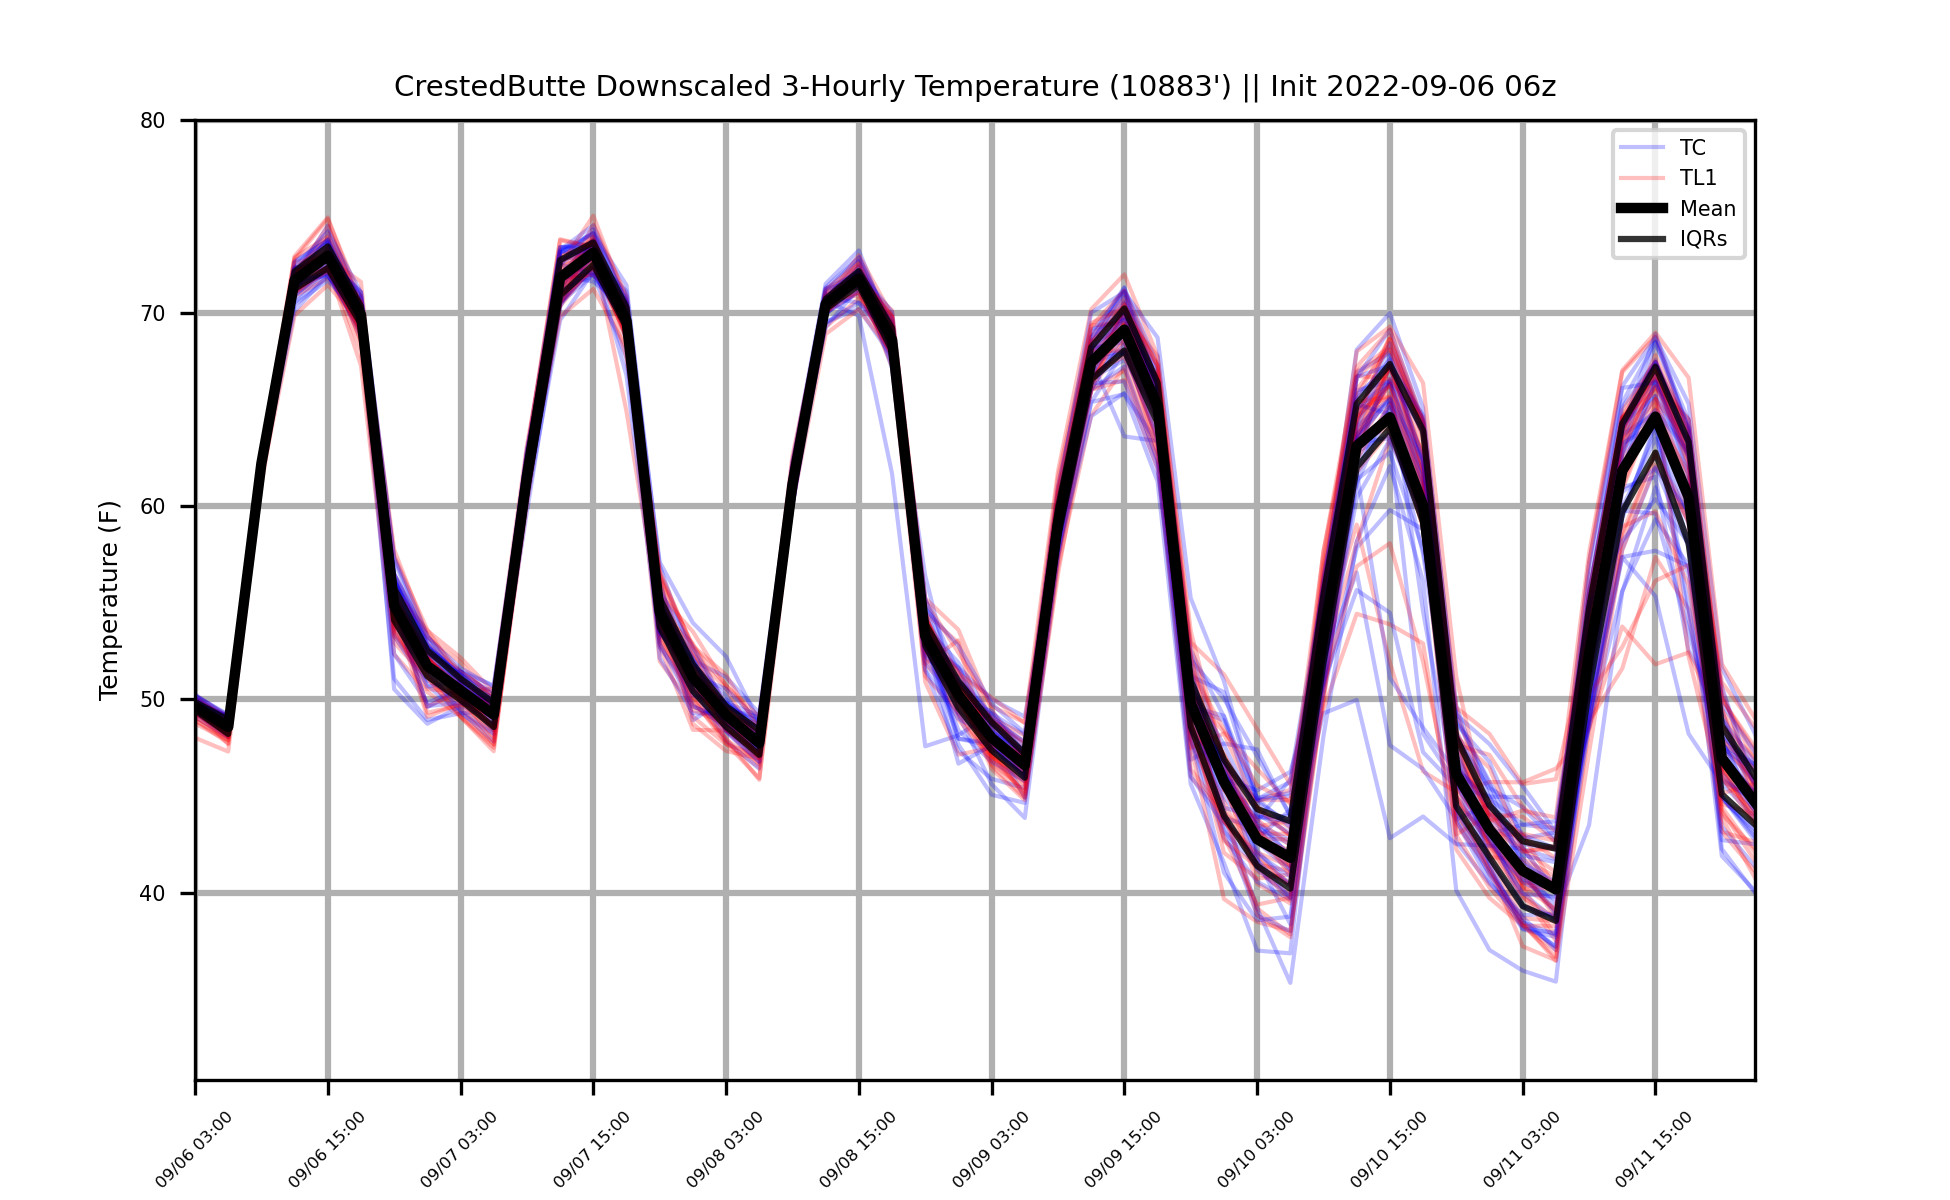 CrestedButte Downscaled 3-Hourly Temperature (10883') || Init 2022-09-06 06z
80
70
60
50
40
Temperature (F)
TC
TL1
Mean
IQRs
09/06 03:00
09/06 15:00
09/07 03:00
09/07 15:00
09/08 03:00
09/08 15:00
09/09 03:00
09/09 15:00
09/10 03:00
09/10 15:00
09/11 03:00
09/11 15:00